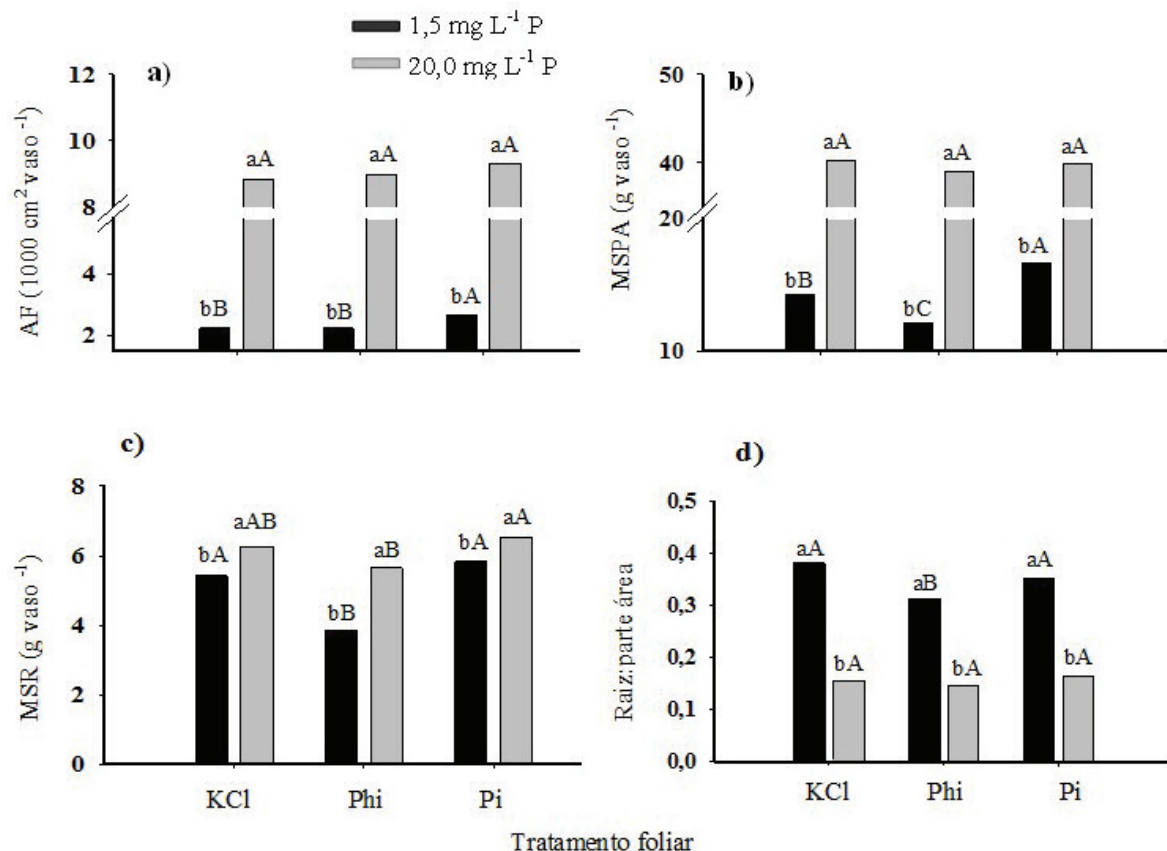 1,5 mg L⁻¹ P
20,0 mg L⁻¹ P
a)
AF (1000 cm² vaso⁻¹)
12
10
8
4
2
bB
aA
bB
aA
bA
aA
b)
MSPA (g vaso⁻¹)
50
40
20
10
bB
aA
bC
aA
bA
aA
c)
MSR (g vaso⁻¹)
8
6
4
2
0
bA
aAB
bB
aB
bA
aA
KCl
Phi
Pi
d)
Raiz:parte área
0,5
0,4
0,3
0,2
0,1
0,0
aA
bA
aB
bA
aA
bA
KCl
Phi
Pi
Tratamento foliar